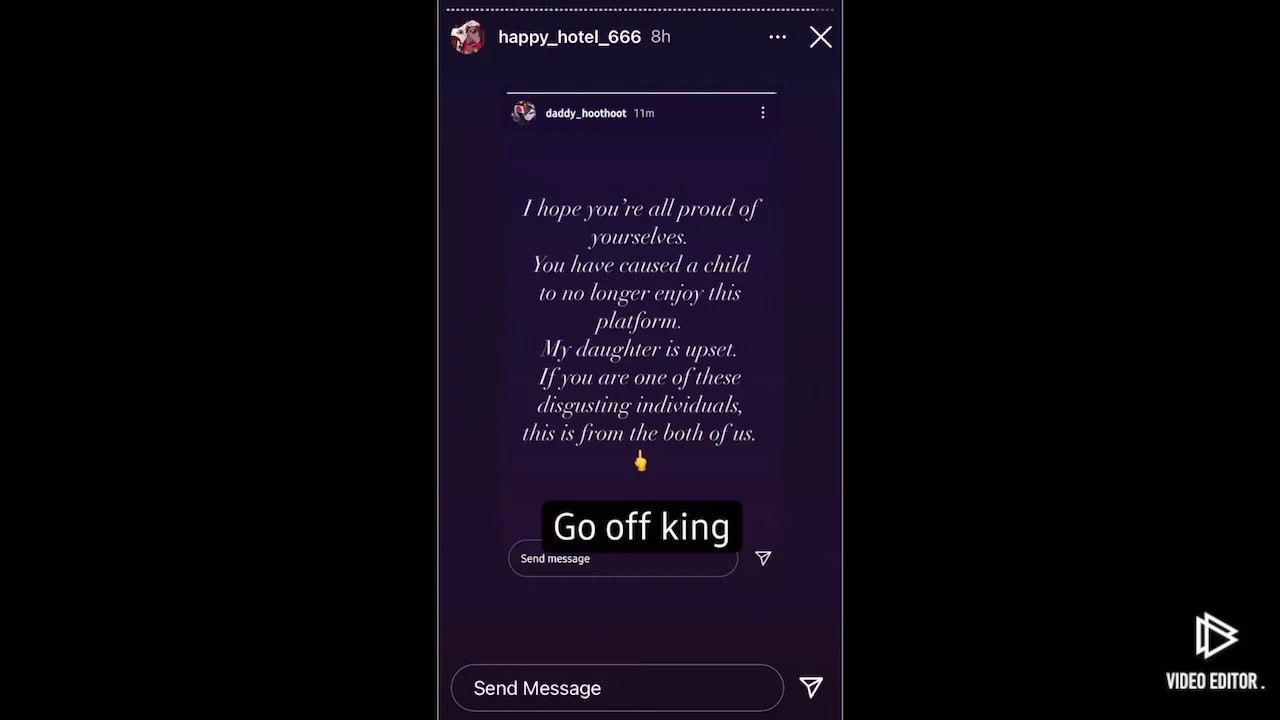 happy_hotel_666 8h
daddy_hoothoot 11m
I hope you’re all proud of
yourselves.
You have caused a child
to no longer enjoy this
platform.
My daughter is upset.
If you are one of these
disgusting individuals,
this is from the both of us.
🖕
Go off king
Send message
Send Message
VIDEO EDITOR.